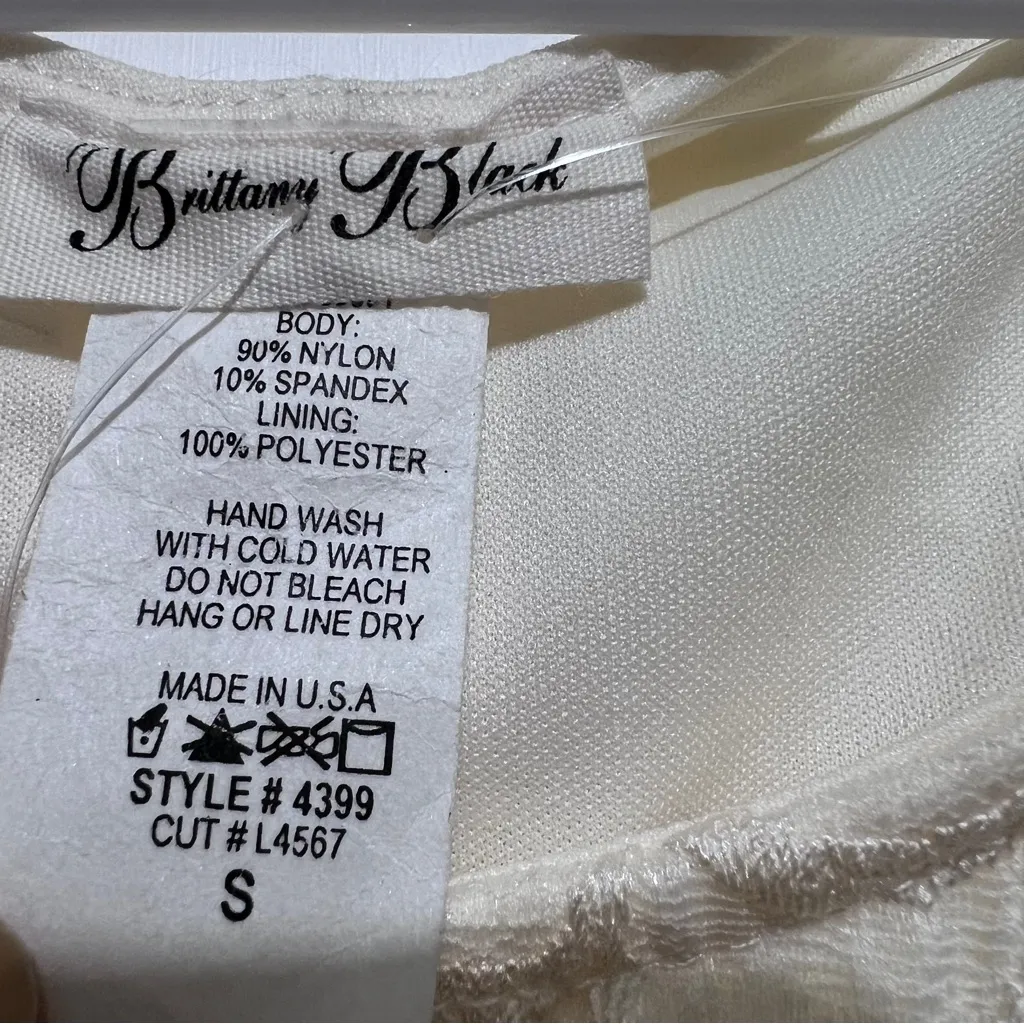 Brittany Black
BODY:
90% NYLON
10% SPANDEX
LINING:
100% POLYESTER
HAND WASH
WITH COLD WATER
DO NOT BLEACH
HANG OR LINE DRY
MADE IN U.S.A
STYLE # 4399
CUT # L4567
S